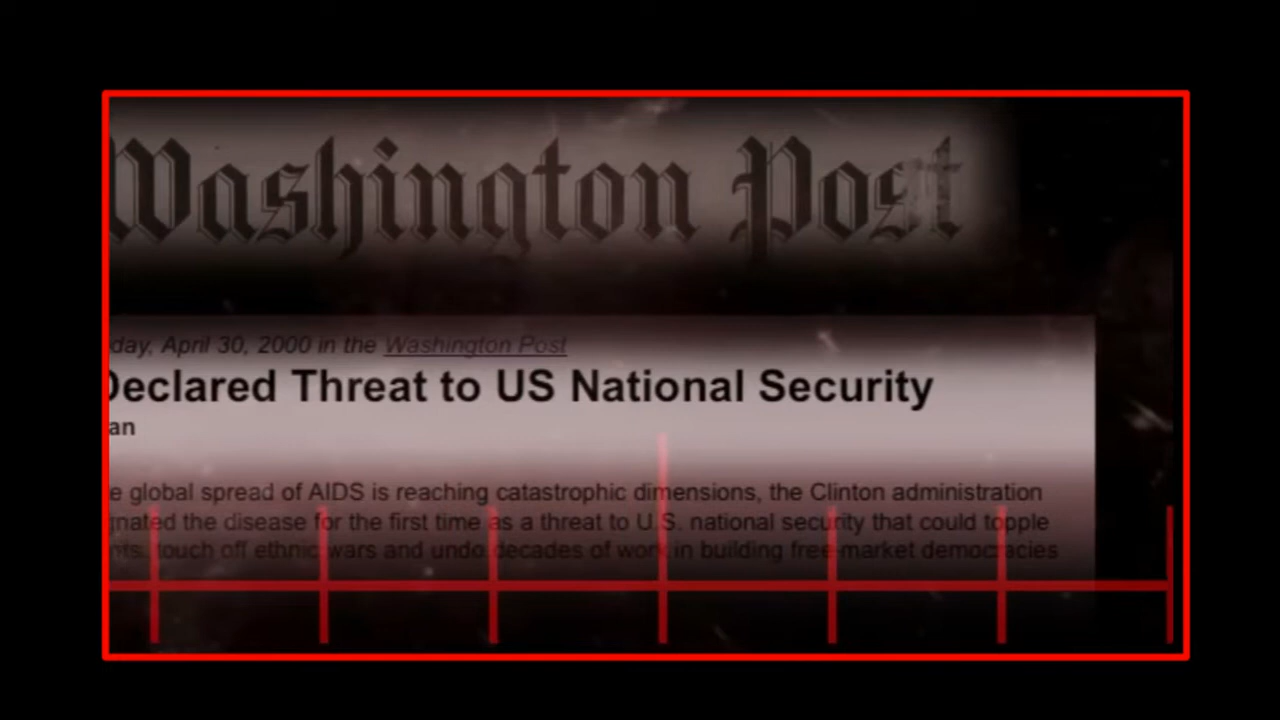 Washington Post
day, April 30, 2000 in the Washington Post
Declared Threat to US National Security
an
e global spread of AIDS is reaching catastrophic dimensions, the Clinton administration
gnated the disease for the first time as a threat to U.S. national security that could topple
nts, touch off ethnic wars and undo decades of work in building free-market democracies